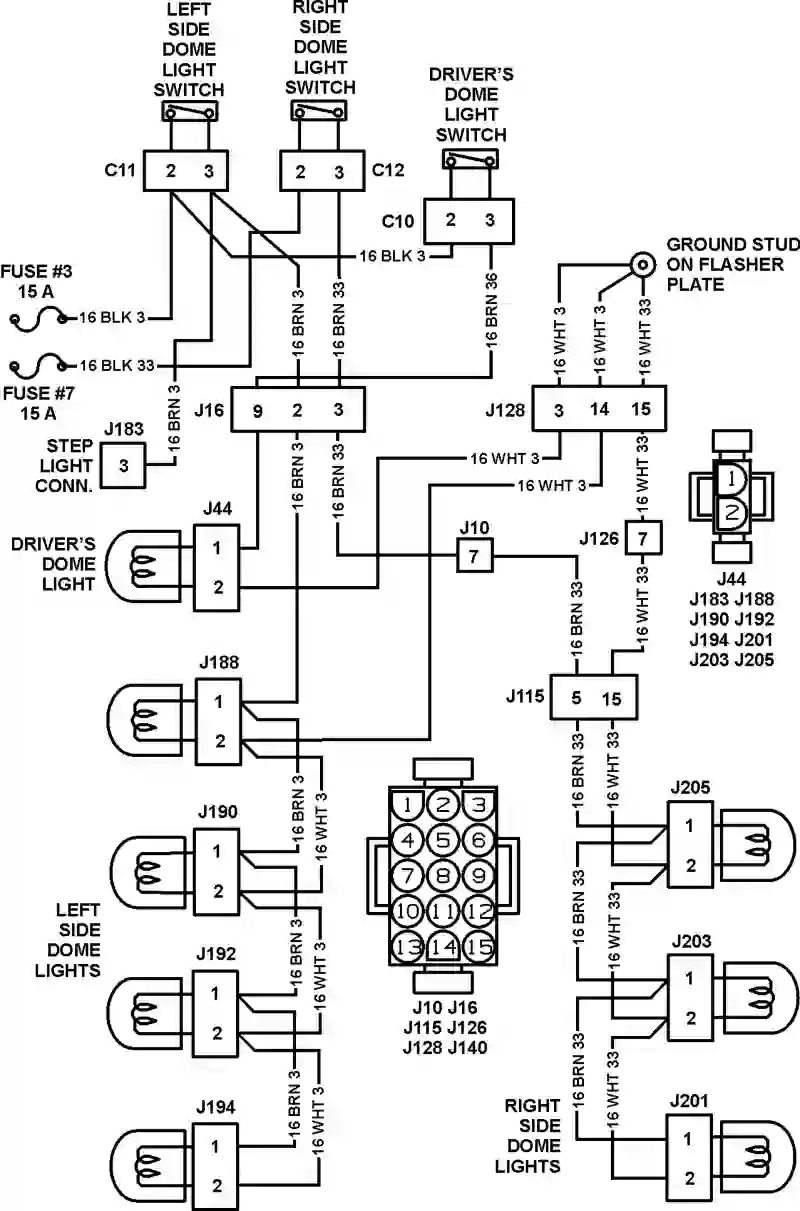 LEFT
SIDE
DOME
LIGHT
SWITCH
RIGHT
SIDE
DOME
LIGHT
SWITCH
DRIVER'S
DOME
LIGHT
SWITCH
C11
2 3
2 3
C12
C10
2 3
GROUND STUD
ON FLASHER
PLATE
16 BLK 3
FUSE #3
15 A
16 BLK 3
16 BRN 3
16 BRN 33
16 BRN 36
16 WHT 3
16 WHT 3
16 WHT 33
16 BLK 33
FUSE #7
15 A
16 BRN 3
J16
9 2 3
J128
3 14 15
J183
STEP
LIGHT
CONN.
3
16 BRN 3
16 BRN 33
16 WHT 3
16 WHT 3
16 WHT 33
1
2
J44
DRIVER'S
DOME
LIGHT
1
2
J10
7
J126
7
J44
J183 J188
J190 J192
J194 J201
J203 J205
16 BRN 33
16 WHT 33
J188
1
2
J115
5 15
16 BRN 3
16 WHT 3
16 BRN 33
16 WHT 33
J190
1
2
1 2 3
4 5 6
7 8 9
10 11 12
13 14 15
J10 J16
J115 J126
J128 J140
J205
1
2
LEFT
SIDE
DOME
LIGHTS
16 BRN 3
16 WHT 3
16 BRN 33
16 WHT 33
J192
1
2
J203
1
2
16 BRN 3
16 WHT 3
16 BRN 33
16 WHT 33
J194
1
2
RIGHT
SIDE
DOME
LIGHTS
J201
1
2